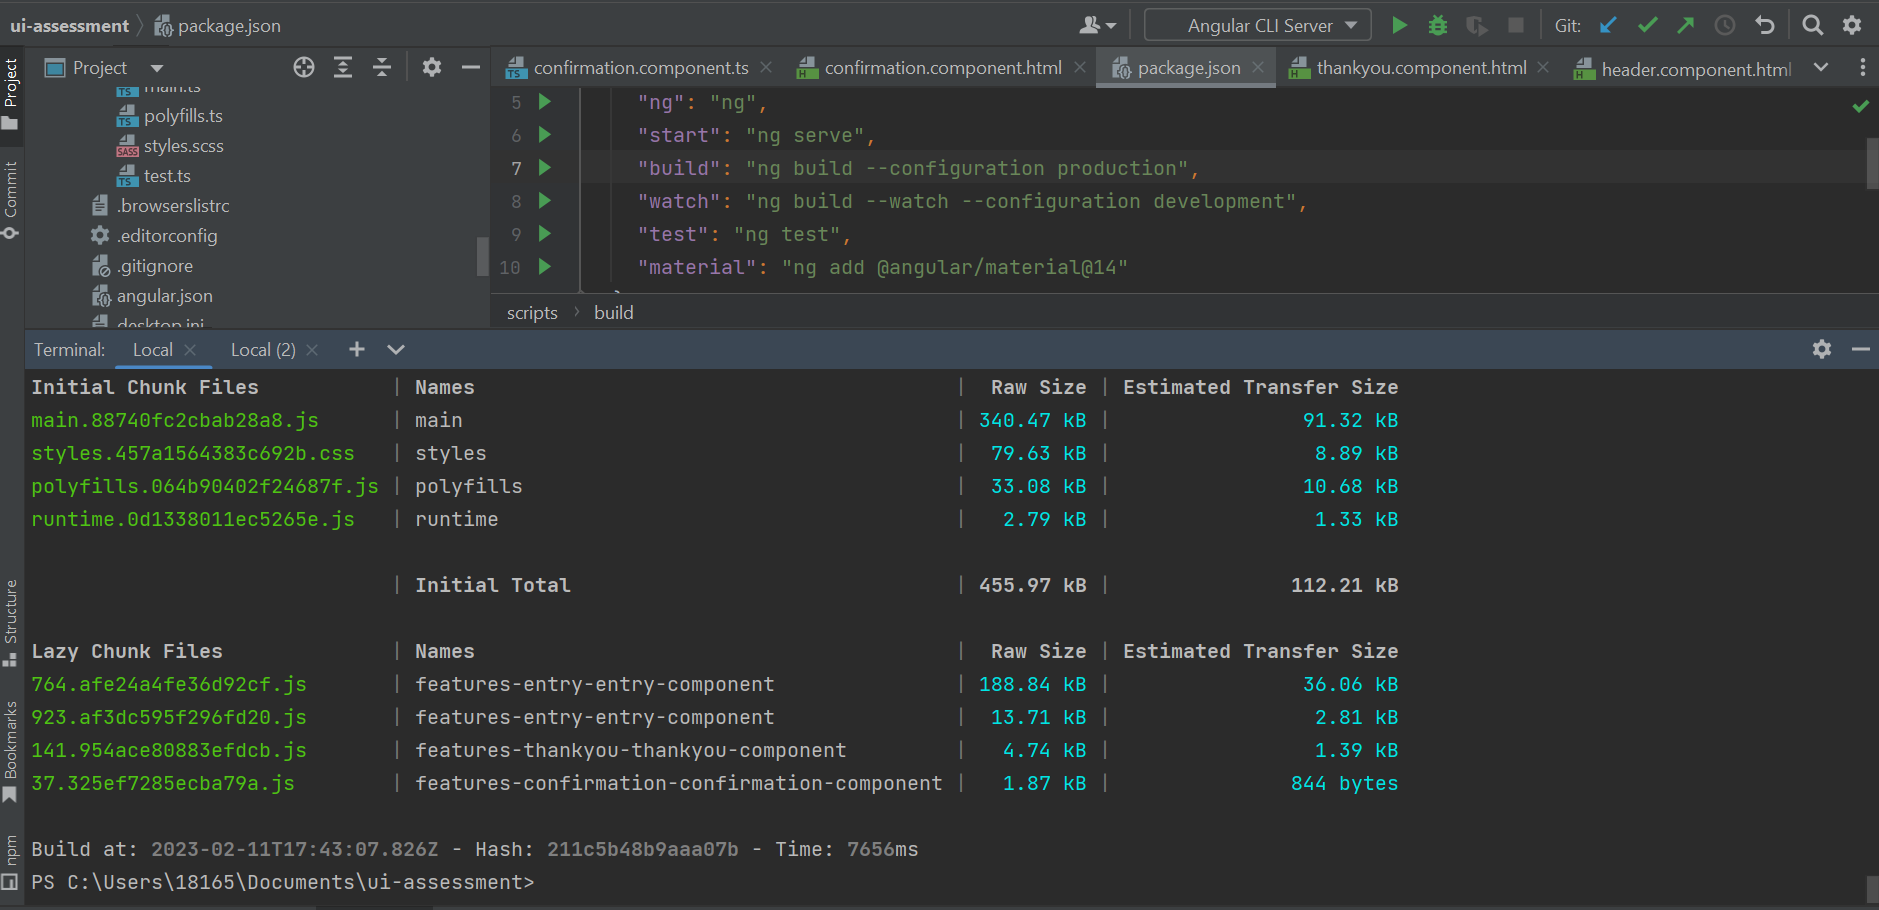 ui-assessment package.json
Angular CLI Server Git:
Project
confirmation.component.ts confirmation.component.html package.json thankyou.component.html header.component.html
main.ts
polyfills.ts
styles.scss
test.ts
.browserslistrc
.editorconfig
.gitignore
angular.json
desktop.ini
5 "ng": "ng",
6 "start": "ng serve",
7 "build": "ng build --configuration production",
8 "watch": "ng build --watch --configuration development",
9 "test": "ng test",
10 "material": "ng add @angular/material@14"
scripts build
Project
Commit
Structure
Bookmarks
npm
Terminal: Local Local (2)
Initial Chunk Files | Names | Raw Size | Estimated Transfer Size
main.88740fc2cbab28a8.js | main | 340.47 kB | 91.32 kB
styles.457a1564383c692b.css | styles | 79.63 kB | 8.89 kB
polyfills.064b90402f24687f.js | polyfills | 33.08 kB | 10.68 kB
runtime.0d1338011ec5265e.js | runtime | 2.79 kB | 1.33 kB
| Initial Total | 455.97 kB | 112.21 kB
Lazy Chunk Files | Names | Raw Size | Estimated Transfer Size
764.afe24a4fe36d92cf.js | features-entry-entry-component | 188.84 kB | 36.06 kB
923.af3dc595f296fd20.js | features-entry-entry-component | 13.71 kB | 2.81 kB
141.954ace80883efdcb.js | features-thankyou-thankyou-component | 4.74 kB | 1.39 kB
37.325ef7285ecba79a.js | features-confirmation-confirmation-component | 1.87 kB | 844 bytes
Build at: 2023-02-11T17:43:07.826Z - Hash: 211c5b48b9aaa07b - Time: 7656ms
PS C:\Users\18165\Documents\ui-assessment>